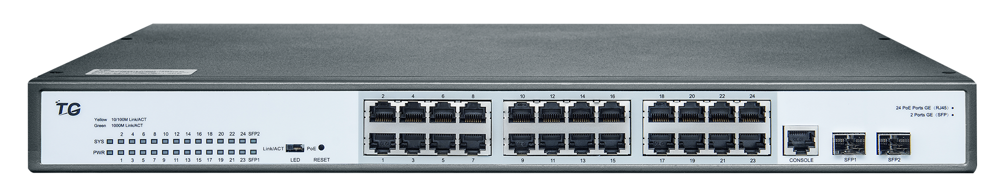 TG
Yellow 10/100M Link/ACT
Green 1000M Link/ACT
2 4 6 8 10 12 14 16 18 20 22 24 SFP2
SYS
PWR
1 3 5 7 9 11 13 15 17 19 21 23 SFP1
Link/ACT PoE
LED RESET
2 4 6 8 10 12 14 16 18 20 22 24
GLGI GLGI GLGI
1 3 5 7 9 11 13 15 17 19 21 23
GLGI
CONSOLE SFP1 SFP2
24 PoE Ports GE (RJ45)
2 Ports GE (SFP)